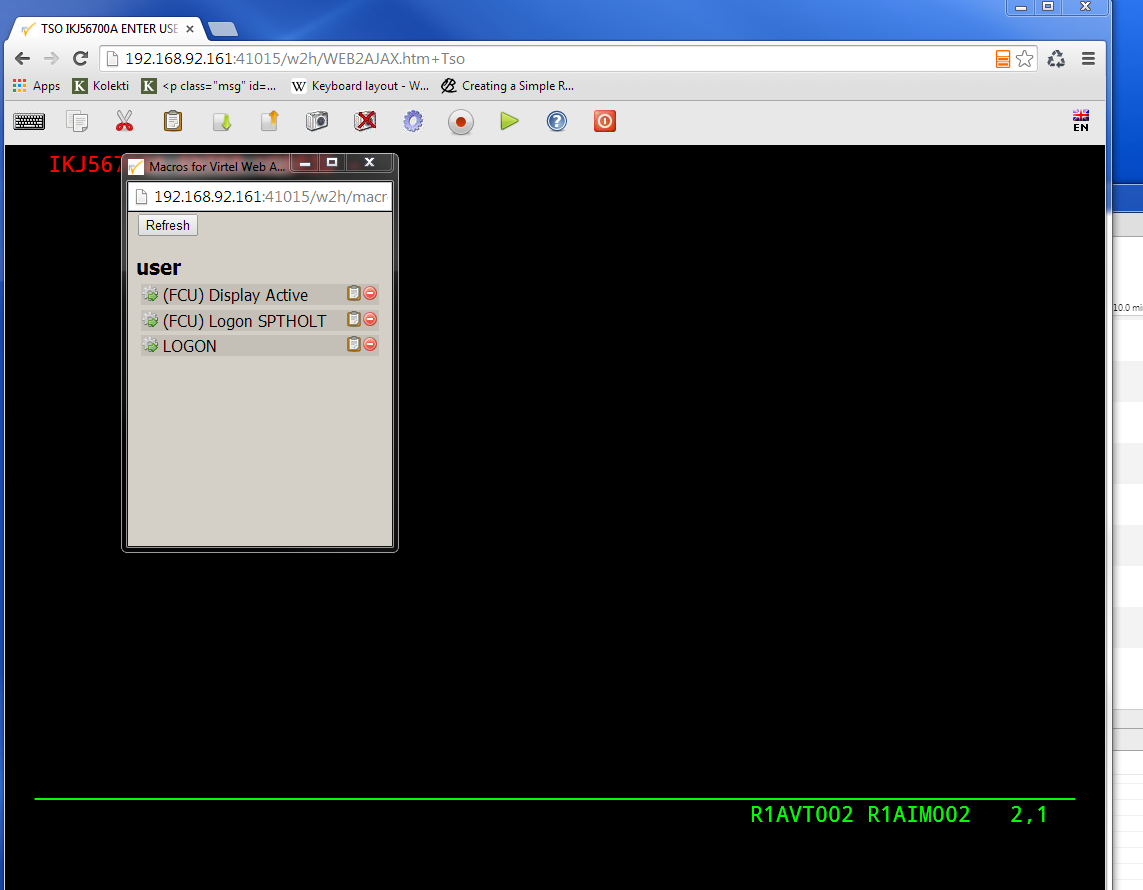 TSO IKJ56700A ENTER USE
192.168.92.161:41015/w2h/WEB2AJAX.htm+Tso
Apps K Kolekti K <p class="msg" id=... W Keyboard layout - W... Creating a Simple R...
EN
IKJ567
Macros for Virtel Web A...
192.168.92.161:41015/w2h/macr
Refresh
user
(FCU) Display Active
(FCU) Logon SPTHOLT
LOGON
10.0 mi
R1AVT002 R1AIM002 2,1